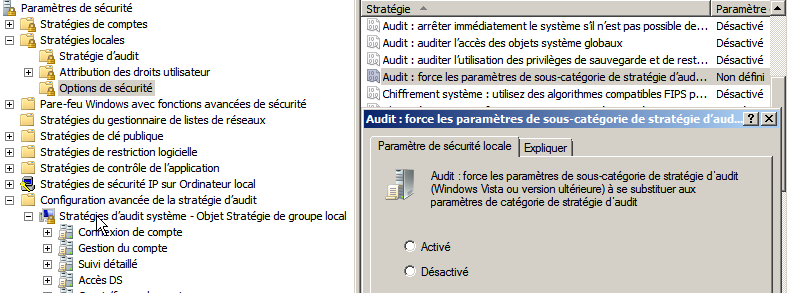 Paramètres de sécurité
Stratégies de comptes
Stratégies locales
Stratégie d'audit
Attribution des droits utilisateur
Options de sécurité
Pare-feu Windows avec fonctions avancées de sécurité
Stratégies du gestionnaire de listes de réseaux
Stratégies de clé publique
Stratégies de restriction logicielle
Stratégies de contrôle de l'application
Stratégies de sécurité IP sur Ordinateur local
Configuration avancée de la stratégie d'audit
Stratégies d'audit système - Objet Stratégie de groupe local
Connexion de compte
Gestion du compte
Suivi détaillé
Accès DS
Stratégie Paramètre
Audit : arrêter immédiatement le système s'il n'est pas possible de... Désactivé
Audit : auditer l'accès des objets système globaux Désactivé
Audit : auditer l'utilisation des privilèges de sauvegarde et de rest... Désactivé
Audit : force les paramètres de sous-catégorie de stratégie d'aud... Non défini
Chiffrement système : utilisez des algorithmes compatibles FIPS p... Désactivé
Audit : force les paramètres de sous-catégorie de stratégie d'aud...
Paramètre de sécurité locale Expliquer
Audit : force les paramètres de sous-catégorie de stratégie d'audit
(Windows Vista ou version ultérieure) à se substituer aux
paramètres de catégorie de stratégie d'audit
Activé
Désactivé